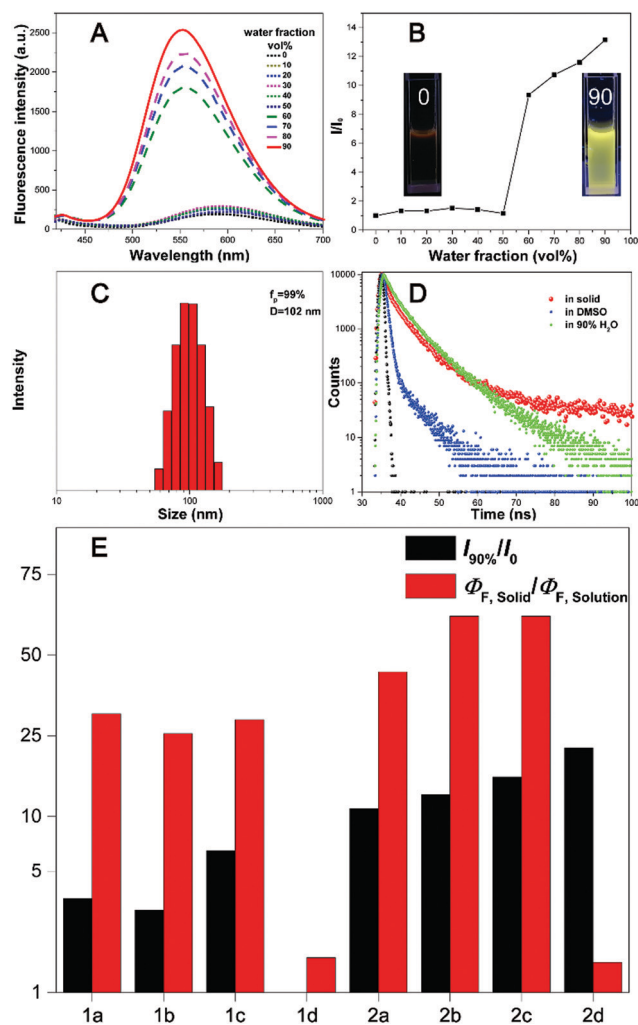 A
water fraction
vol%
0
10
20
30
40
50
60
70
80
90
Fluorescence intensity (a.u.)
2500
2000
1500
1000
500
250
0
450
500
550
600
650
700
Wavelength (nm)
B
0
90
I/I₀
14
12
10
8
6
4
2
0
0
10
20
30
40
50
60
70
80
90
100
Water fraction (vol%)
C
fₚ=99%
D=102 nm
Intensity
10
100
1000
Size (nm)
D
in solid
in DMSO
in 90% H₂O
Counts
10000
1000
100
10
1
30
40
50
60
70
80
90
100
Time (ns)
E
I90%/I0
ΦF, Solid/ΦF, Solution
75
50
25
10
5
1
1a
1b
1c
1d
2a
2b
2c
2d